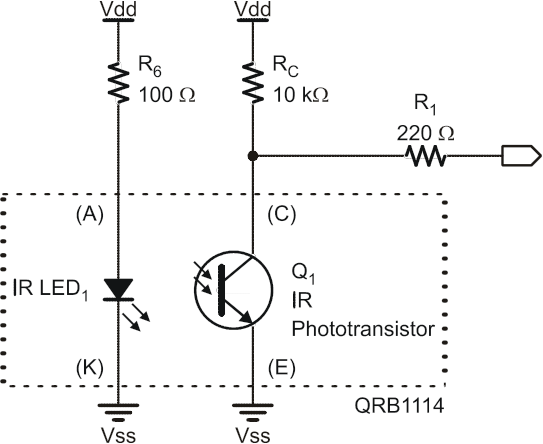 Vdd
Vdd
R6
100 Ω
RC
10 kΩ
R1
220 Ω
(A)
(C)
IR LED1
Q1
IR
Phototransistor
(K)
(E)
QRB1114
Vss
Vss